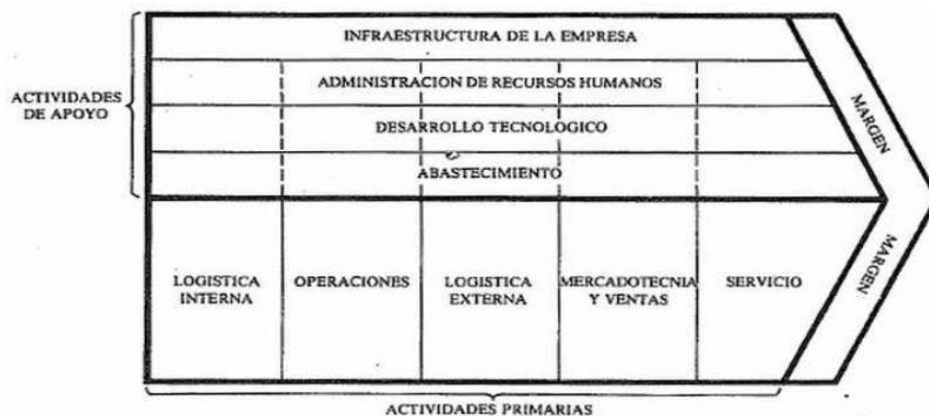 INFRAESTRUCTURA DE LA EMPRESA
ADMINISTRACION DE RECURSOS HUMANOS
ACTIVIDADES
DE APOYO
DESARROLLO TECNOLOGICO
ABASTECIMIENTO
MARGEN
LOGISTICA
INTERNA
OPERACIONES
LOGISTICA
EXTERNA
MERCADOTECNIA
Y VENTAS
SERVICIO
MARGEN
ACTIVIDADES PRIMARIAS